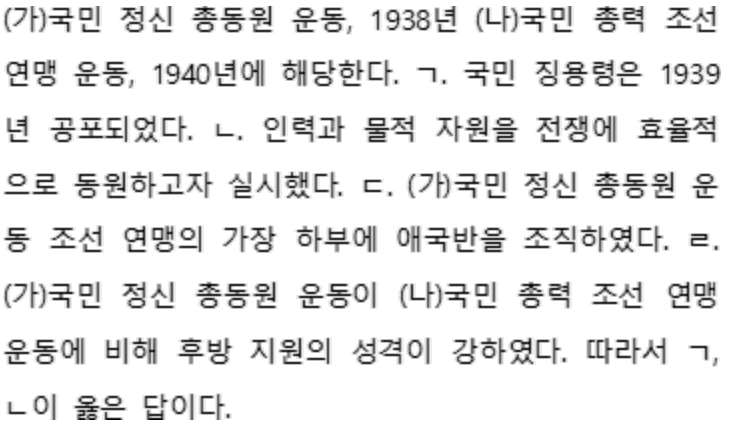 (가)국민 정신 총동원 운동, 1938년 (나)국민 총력 조선
연맹 운동, 1940년에 해당한다. ㄱ. 국민 징용령은 1939
년 공포되었다. ㄴ. 인력과 물적 자원을 전쟁에 효율적
으로 동원하고자 실시했다. ㄷ. (가)국민 정신 총동원 운
동 조선 연맹의 가장 하부에 애국반을 조직하였다. ㄹ.
(가)국민 정신 총동원 운동이 (나)국민 총력 조선 연맹
운동에 비해 후방 지원의 성격이 강하였다. 따라서 ㄱ,
ㄴ이 옳은 답이다.